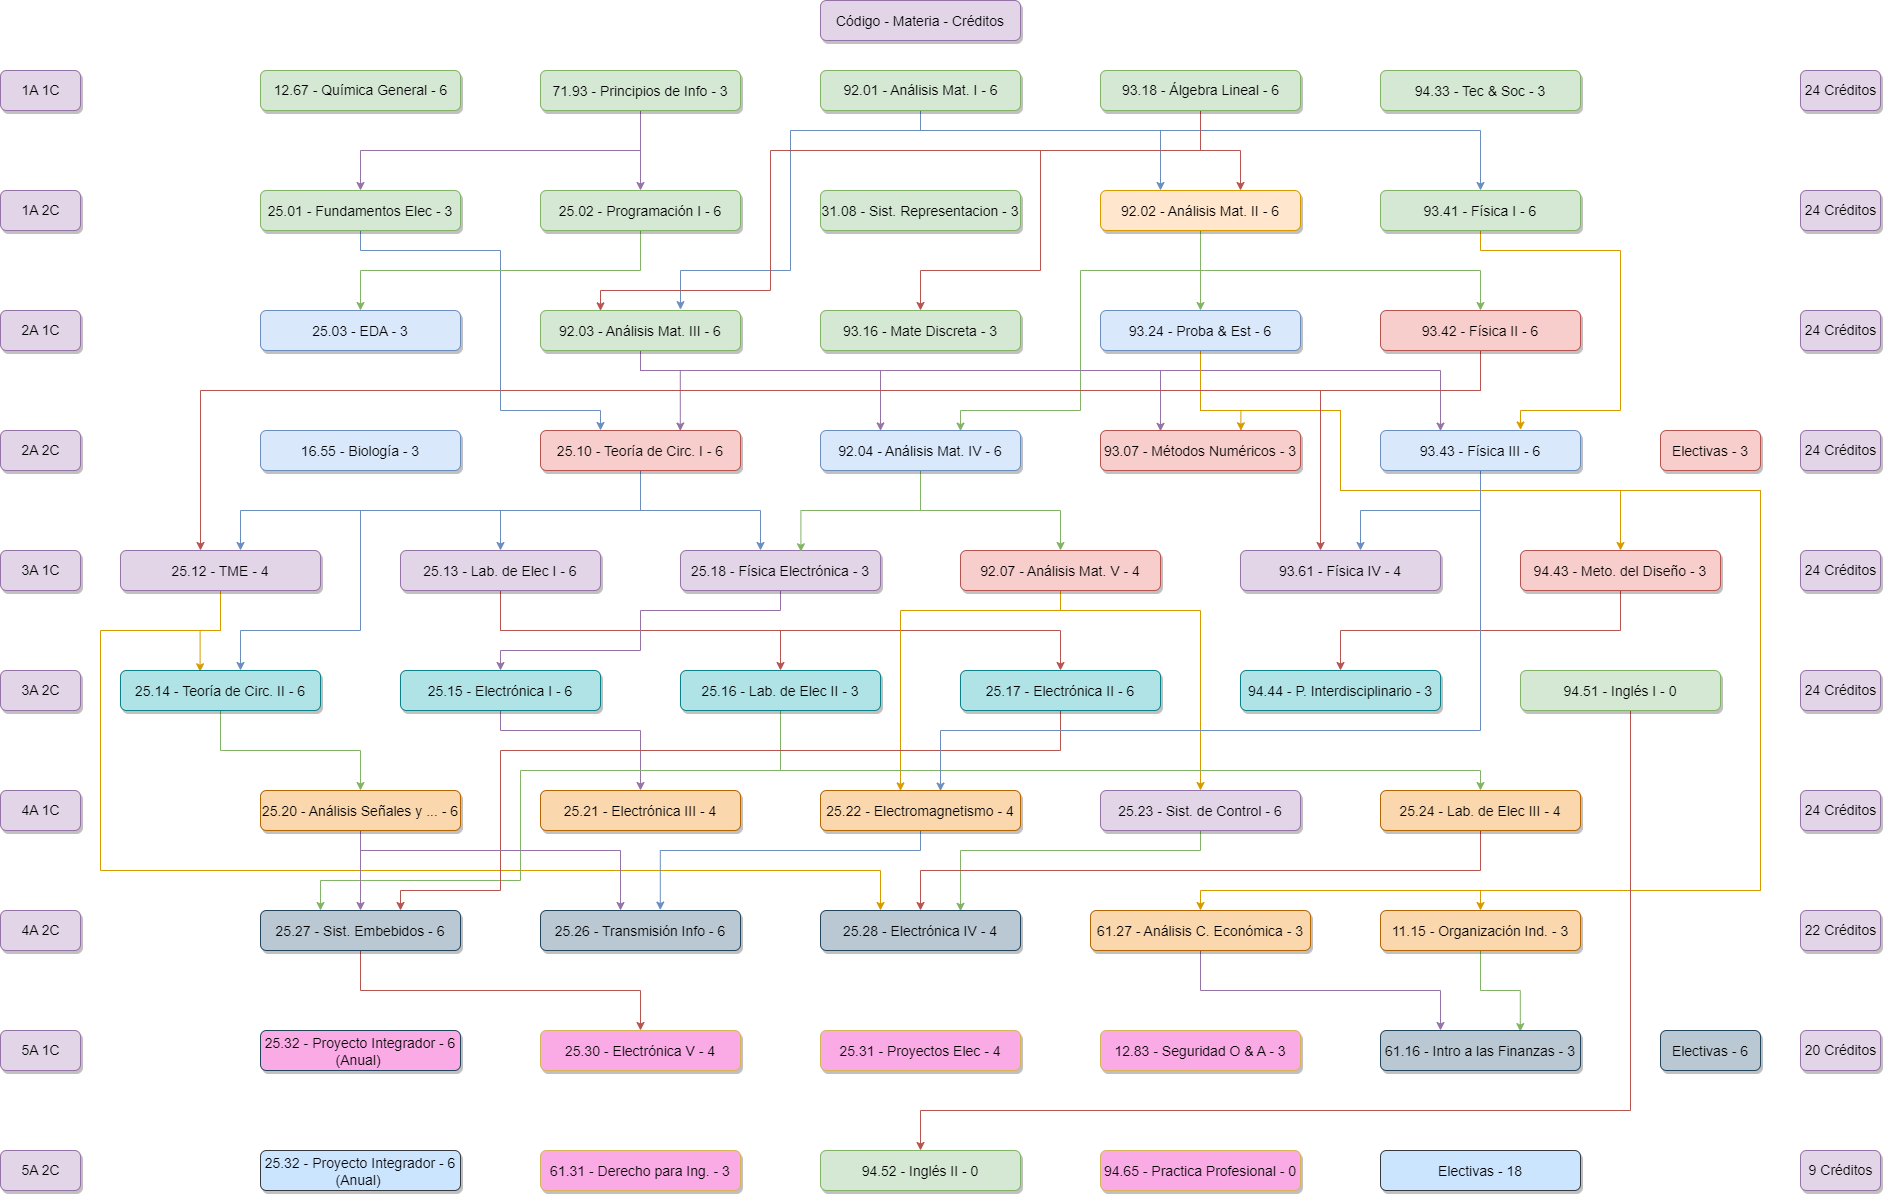 Código - Materia - Créditos
1A 1C
12.67 - Química General - 6
71.93 - Principios de Info - 3
92.01 - Análisis Mat. I - 6
93.18 - Álgebra Lineal - 6
94.33 - Tec & Soc - 3
24 Créditos
1A 2C
25.01 - Fundamentos Elec - 3
25.02 - Programación I - 6
31.08 - Sist. Representacion - 3
92.02 - Análisis Mat. II - 6
93.41 - Física I - 6
24 Créditos
2A 1C
25.03 - EDA - 3
92.03 - Análisis Mat. III - 6
93.16 - Mate Discreta - 3
93.24 - Proba & Est - 6
93.42 - Física II - 6
24 Créditos
2A 2C
16.55 - Biología - 3
25.10 - Teoría de Circ. I - 6
92.04 - Análisis Mat. IV - 6
93.07 - Métodos Numéricos - 3
93.43 - Física III - 6
Electivas - 3
24 Créditos
3A 1C
25.12 - TME - 4
25.13 - Lab. de Elec I - 6
25.18 - Física Electrónica - 3
92.07 - Análisis Mat. V - 4
93.61 - Física IV - 4
94.43 - Meto. del Diseño - 3
24 Créditos
3A 2C
25.14 - Teoría de Circ. II - 6
25.15 - Electrónica I - 6
25.16 - Lab. de Elec II - 3
25.17 - Electrónica II - 6
94.44 - P. Interdisciplinario - 3
94.51 - Inglés I - 0
24 Créditos
4A 1C
25.20 - Análisis Señales y ... - 6
25.21 - Electrónica III - 4
25.22 - Electromagnetismo - 4
25.23 - Sist. de Control - 6
25.24 - Lab. de Elec III - 4
24 Créditos
4A 2C
25.27 - Sist. Embebidos - 6
25.26 - Transmisión Info - 6
25.28 - Electrónica IV - 4
61.27 - Análisis C. Económica - 3
11.15 - Organización Ind. - 3
22 Créditos
5A 1C
25.32 - Proyecto Integrador - 6
(Anual)
25.30 - Electrónica V - 4
25.31 - Proyectos Elec - 4
12.83 - Seguridad O & A - 3
61.16 - Intro a las Finanzas - 3
Electivas - 6
20 Créditos
5A 2C
25.32 - Proyecto Integrador - 6
(Anual)
61.31 - Derecho para Ing. - 3
94.52 - Inglés II - 0
94.65 - Practica Profesional - 0
Electivas - 18
9 Créditos